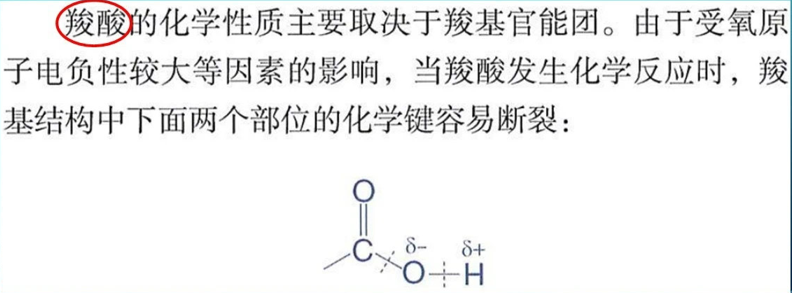 羧酸的化学性质主要取决于羧基官能团。由于受氧原
子电负性较大等因素的影响，当羧酸发生化学反应时，羧
基结构中下面两个部位的化学键容易断裂：
O
δ− δ+
C O H